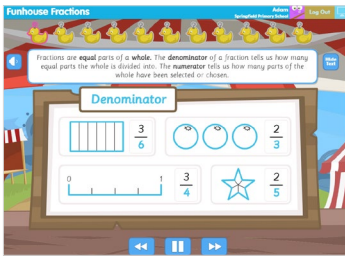 Funhouse Fractions
Adam
Springfield Primary School
Log Out
Fractions are equal parts of a whole. The denominator of a fraction tells us how many
equal parts the whole is divided into. The numerator tells us how many parts of the
whole have been selected or chosen.
Hide
Text
Denominator
3
6
2
3
0 1
3
4
2
5